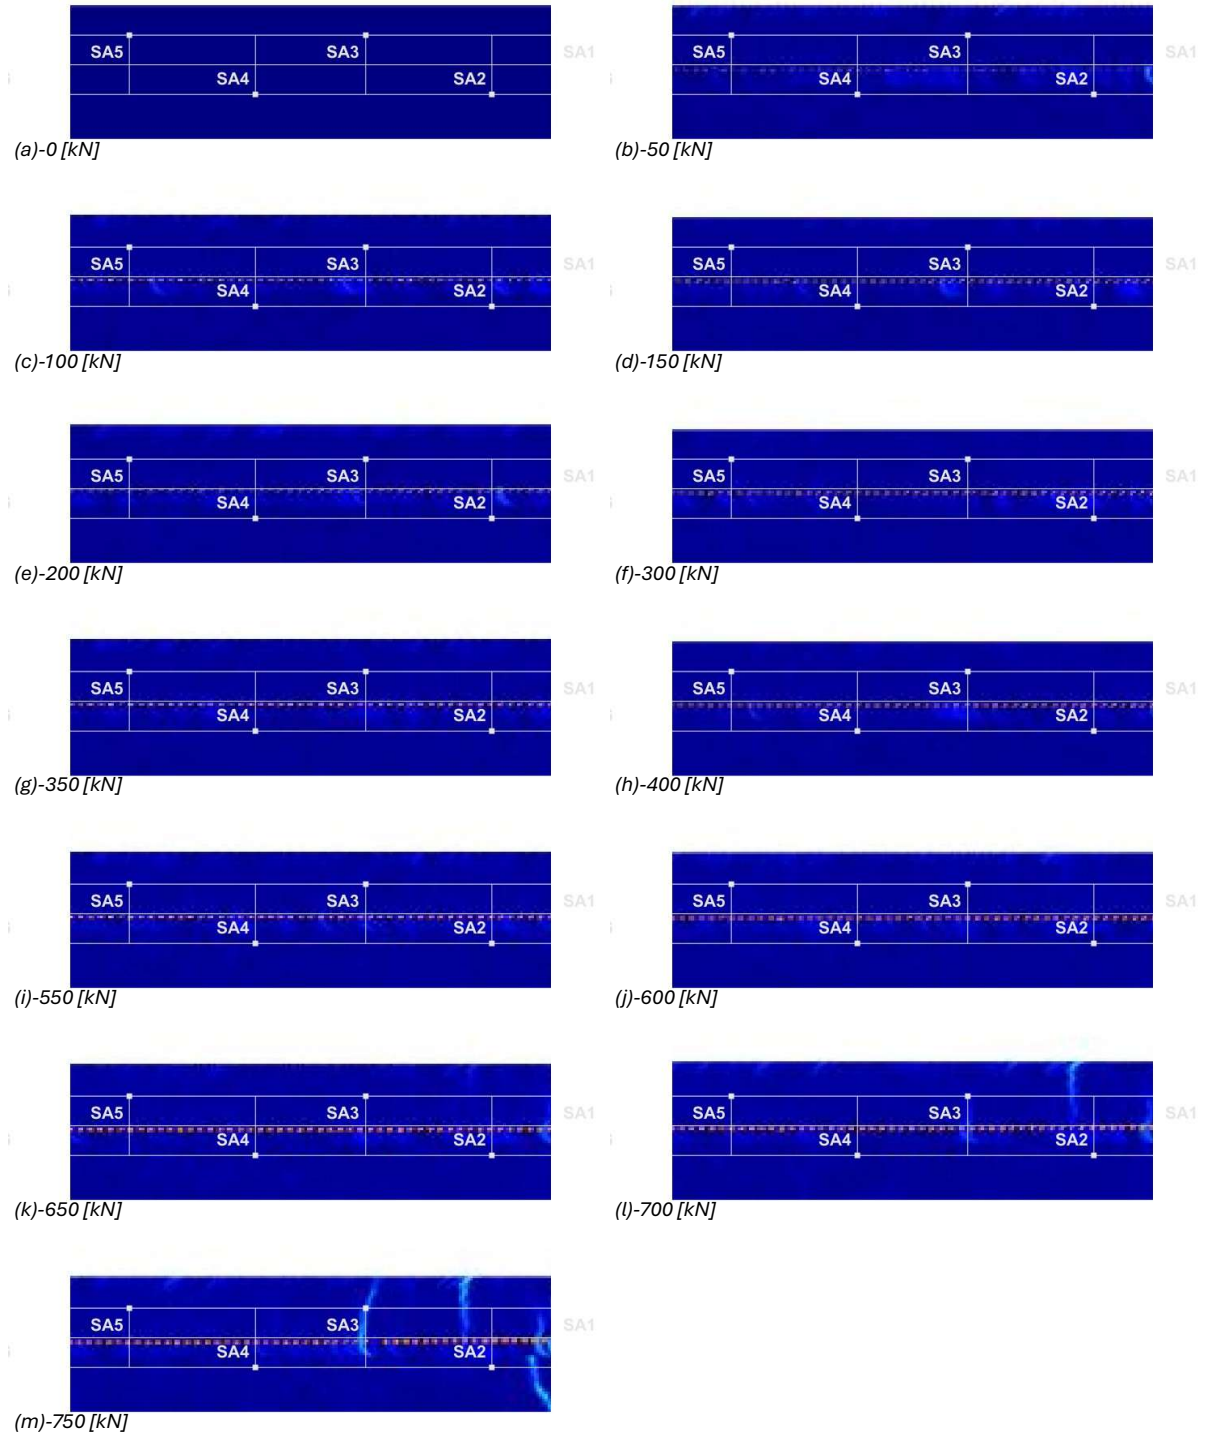 SA5 SA3 SA1
SA4 SA2
(a)-0 [kN]
SA5 SA3 SA1
SA4 SA2
(b)-50 [kN]
SA5 SA3 SA1
SA4 SA2
(c)-100 [kN]
SA5 SA3 SA1
SA4 SA2
(d)-150 [kN]
SA5 SA3 SA1
SA4 SA2
(e)-200 [kN]
SA5 SA3 SA1
SA4 SA2
(f)-300 [kN]
SA5 SA3 SA1
SA4 SA2
(g)-350 [kN]
SA5 SA3 SA1
SA4 SA2
(h)-400 [kN]
SA5 SA3 SA1
SA4 SA2
(i)-550 [kN]
SA5 SA3 SA1
SA4 SA2
(j)-600 [kN]
SA5 SA3 SA1
SA4 SA2
(k)-650 [kN]
SA5 SA3 SA1
SA4 SA2
(l)-700 [kN]
SA5 SA3 SA1
SA4 SA2
(m)-750 [kN]